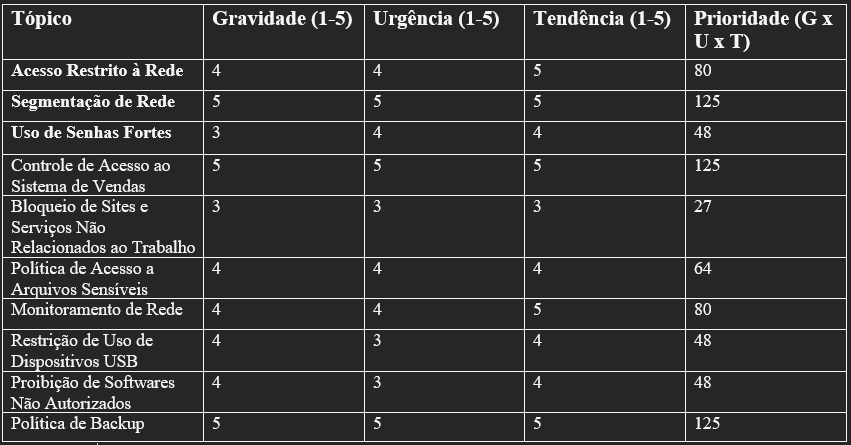 Tópico Gravidade (1-5) Urgência (1-5) Tendência (1-5) Prioridade (G x
U x T)
Acesso Restrito à Rede 4 4 5 80
Segmentação de Rede 5 5 5 125
Uso de Senhas Fortes 3 4 4 48
Controle de Acesso ao 5 5 5 125
Sistema de Vendas
Bloqueio de Sites e 3 3 3 27
Serviços Não
Relacionados ao Trabalho
Política de Acesso a 4 4 4 64
Arquivos Sensíveis
Monitoramento de Rede 4 4 5 80
Restrição de Uso de 4 3 4 48
Dispositivos USB
Proibição de Softwares 4 3 4 48
Não Autorizados
Política de Backup 5 5 5 125